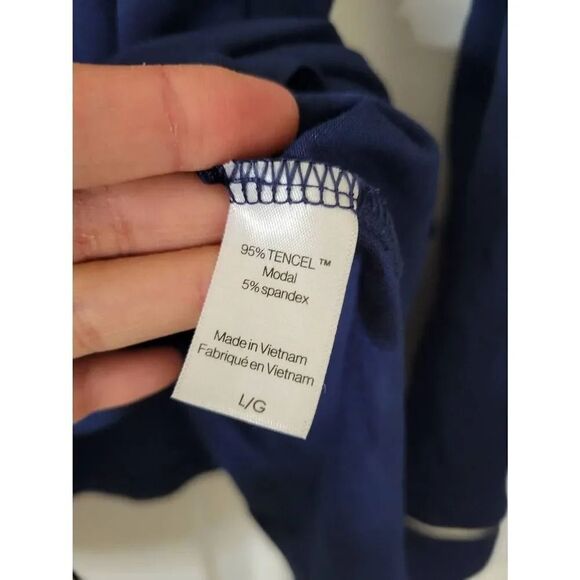 95% TENCEL™
Modal
5% spandex
Made in Vietnam
Fabriqué en Vietnam
L/G